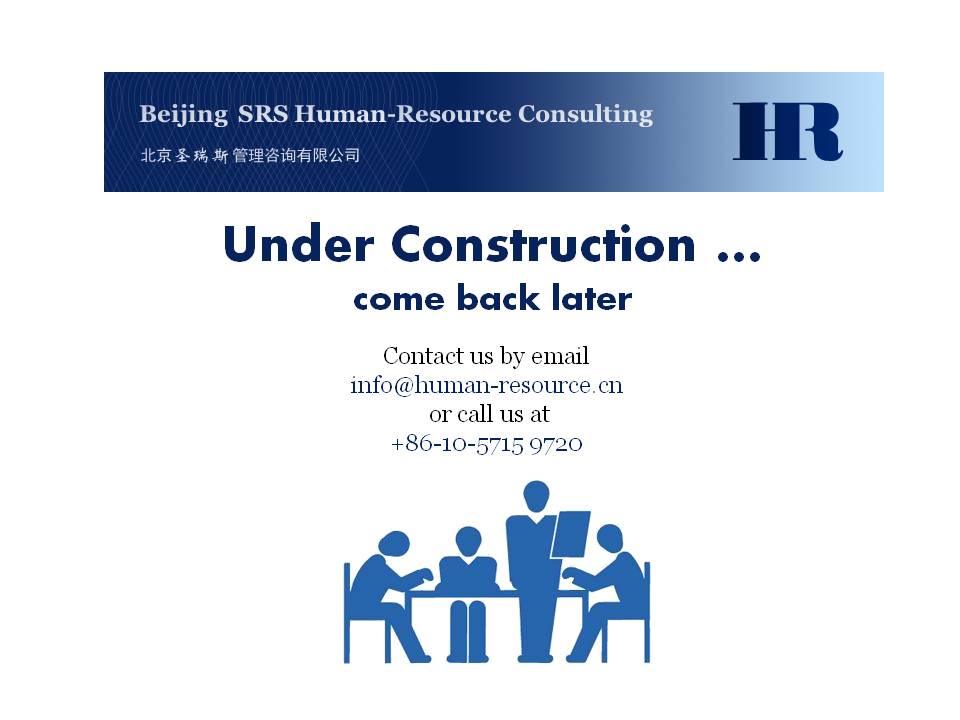 Beijing SRS Human-Resource Consulting
北京圣瑞斯管理咨询有限公司
HR
Under Construction ...
come back later
Contact us by email
info@human-resource.cn
or call us at
+86-10-5715 9720